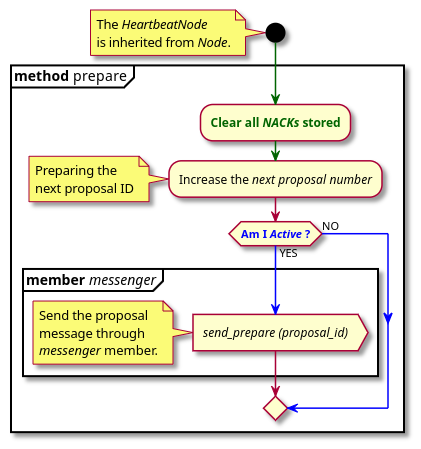 The HeartbeatNode
is inherited from Node.
method prepare
Clear all NACKs stored
Preparing the
next proposal ID
Increase the next proposal number
Am I Active ?
NO
YES
member messenger
Send the proposal
message through
messenger member.
send_prepare (proposal_id)